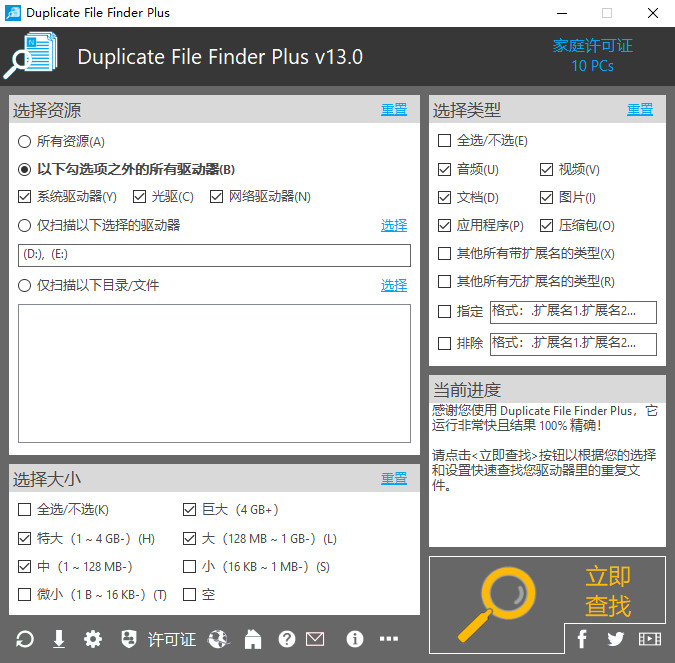 Duplicate File Finder Plus
Duplicate File Finder Plus v13.0
家庭许可证
10 PCs
选择资源 重置
所有资源(A)
以下勾选项之外的所有驱动器(B)
系统驱动器(Y) 光驱(C) 网络驱动器(N)
仅扫描以下选择的驱动器 选择
(D:), (E:)
仅扫描以下目录/文件 选择
选择大小 重置
全选/不选(K) 巨大（4 GB+）
特大（1 ~ 4 GB-）(H) 大（128 MB ~ 1 GB-）(L)
中（1 ~ 128 MB-） 小（16 KB ~ 1 MB-）(S)
微小（1 B ~ 16 KB-）(T) 空
许可证
选择类型 重置
全选/不选(E)
音频(U) 视频(V)
文档(D) 图片(I)
应用程序(P) 压缩包(O)
其他所有带扩展名的类型(X)
其他所有无扩展名的类型(R)
指定 格式：.扩展名1.扩展名2...
排除 格式：.扩展名1.扩展名2...
当前进度
感谢您使用 Duplicate File Finder Plus，它
运行非常快且结果 100% 精确！
请点击<立即查找>按钮以根据您的选择
和设置快速查找您驱动器里的重复文
件。
立即
查找